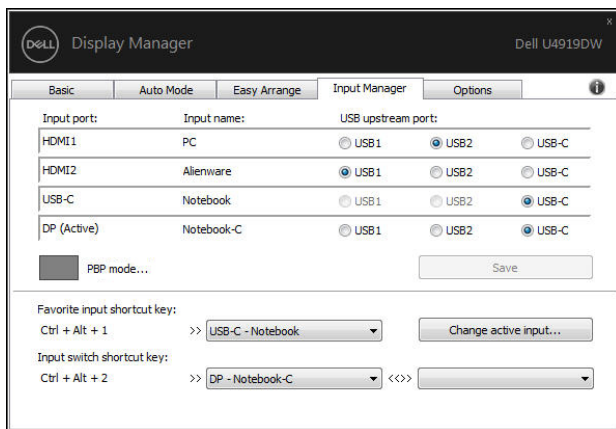 x
DELL Display Manager Dell U4919DW
Basic Auto Mode Easy Arrange Input Manager Options i
Input port: Input name: USB upstream port:
HDMI1 PC USB1 USB2 USB-C
HDMI2 Alienware USB1 USB2 USB-C
USB-C Notebook USB1 USB2 USB-C
DP (Active) Notebook-C USB1 USB2 USB-C
PBP mode... Save
Favorite input shortcut key:
Ctrl + Alt + 1 >> USB-C - Notebook Change active input...
Input switch shortcut key:
Ctrl + Alt + 2 >> DP - Notebook-C <<>>